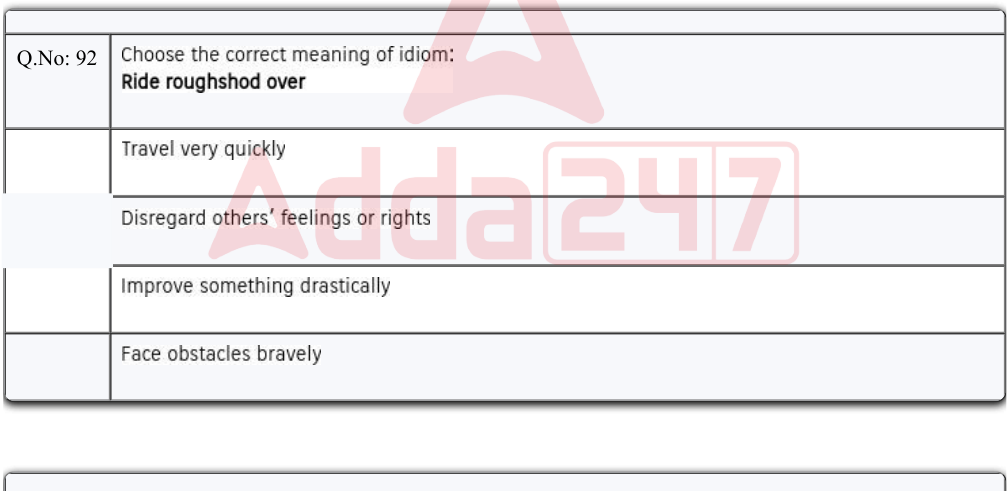 Q.No: 92
Choose the correct meaning of idiom:
Ride roughshod over
Travel very quickly
Disregard others' feelings or rights
Improve something drastically
Face obstacles bravely
Adda247